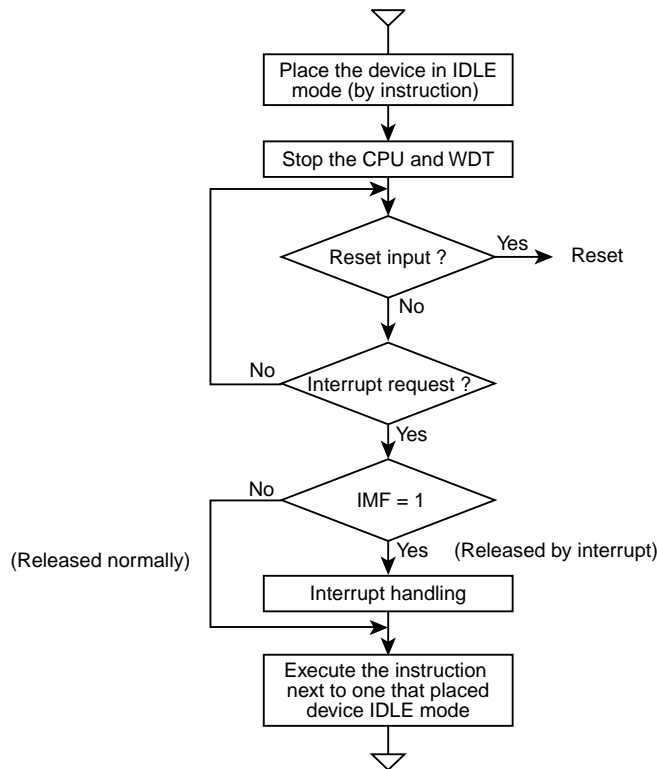 Place the device in IDLE
mode (by instruction)
Stop the CPU and WDT
Reset input ?
Yes
Reset
No
Interrupt request ?
No
Yes
IMF = 1
No
Yes
(Released normally)
(Released by interrupt)
Interrupt handling
Execute the instruction
next to one that placed
device IDLE mode